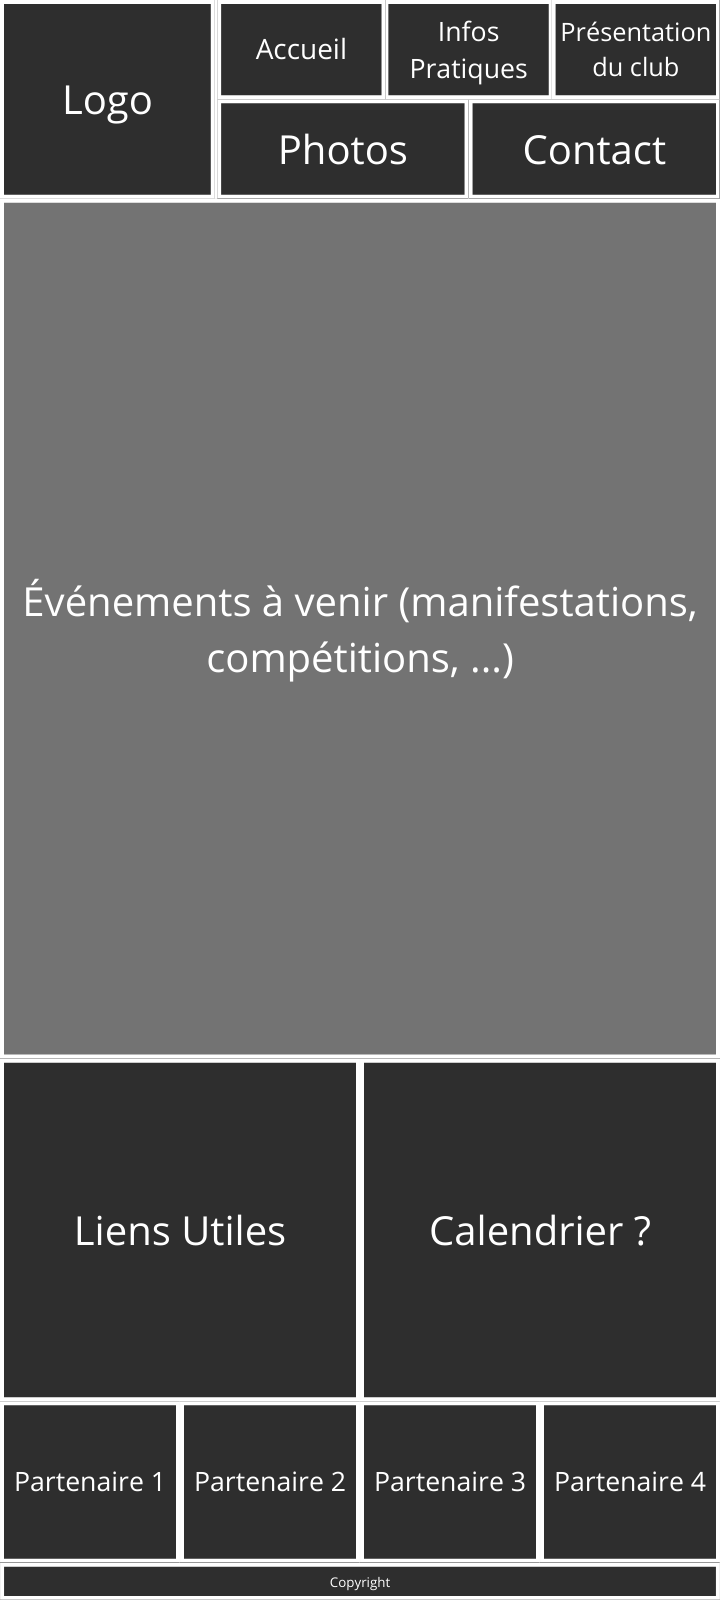 Logo
Accueil
Infos
Pratiques
Présentation
du club
Photos
Contact
Événements à venir (manifestations,
compétitions, ...)
Liens Utiles
Calendrier ?
Partenaire 1
Partenaire 2
Partenaire 3
Partenaire 4
Copyright